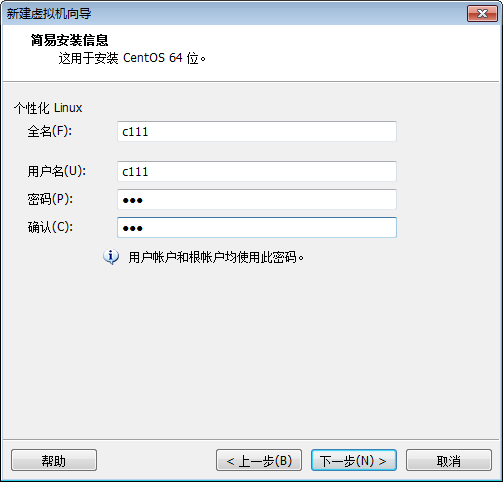 新建虚拟机向导
简易安装信息
这用于安装 CentOS 64 位。
个性化 Linux
全名(F): c111
用户名(U): c111
密码(P): ●●●
确认(C): ●●●
用户帐户和根帐户均使用此密码。
帮助 < 上一步(B) 下一步(N) > 取消